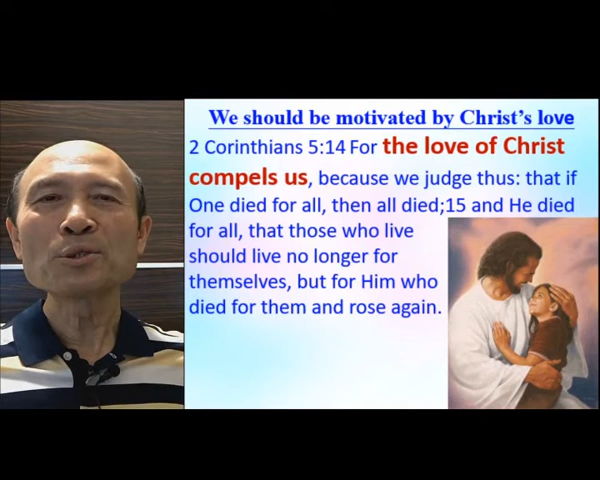 We should be motivated by Christ's love
2 Corinthians 5:14 For the love of Christ
compels us, because we judge thus: that if
One died for all, then all died;15 and He died
for all, that those who live
should live no longer for
themselves, but for Him who
died for them and rose again.